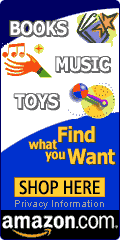 BOOKS
MUSIC
TOYS
Find
what
you Want
SHOP HERE
Privacy Information
amazon.com.